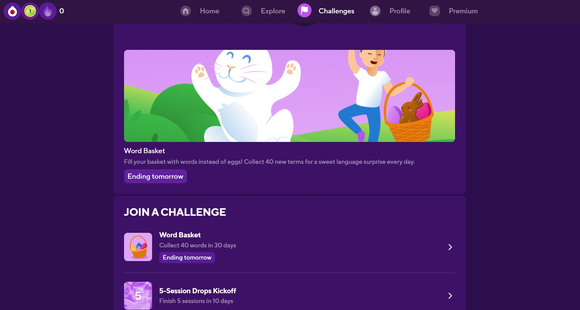 1
0
Home
Explore
Challenges
Profile
Premium
Word Basket
Fill your basket with words instead of eggs! Collect 40 new terms for a sweet language surprise every day.
Ending tomorrow
JOIN A CHALLENGE
Word Basket
Collect 40 words in 30 days
Ending tomorrow
5
5-Session Drops Kickoff
Finish 5 sessions in 10 days